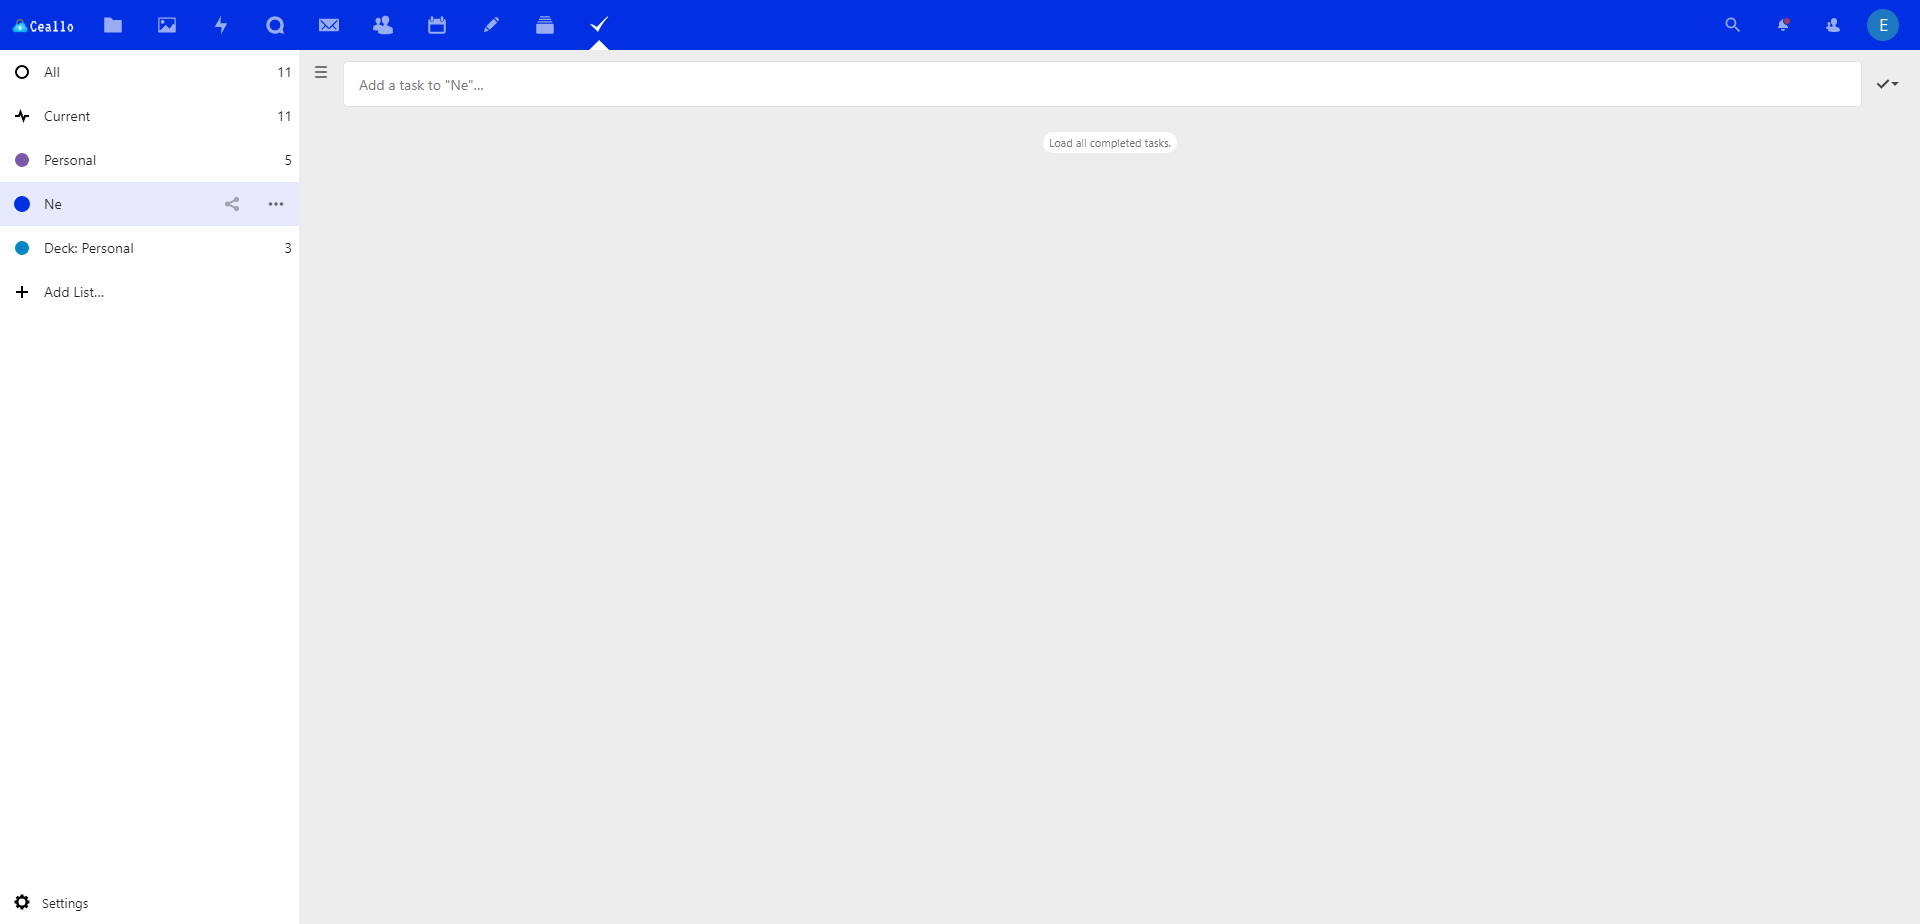 Ceallo
E
All 11
Current 11
Personal 5
Ne
Deck: Personal 3
Add List...
Settings
Add a task to "Ne"...
Load all completed tasks.